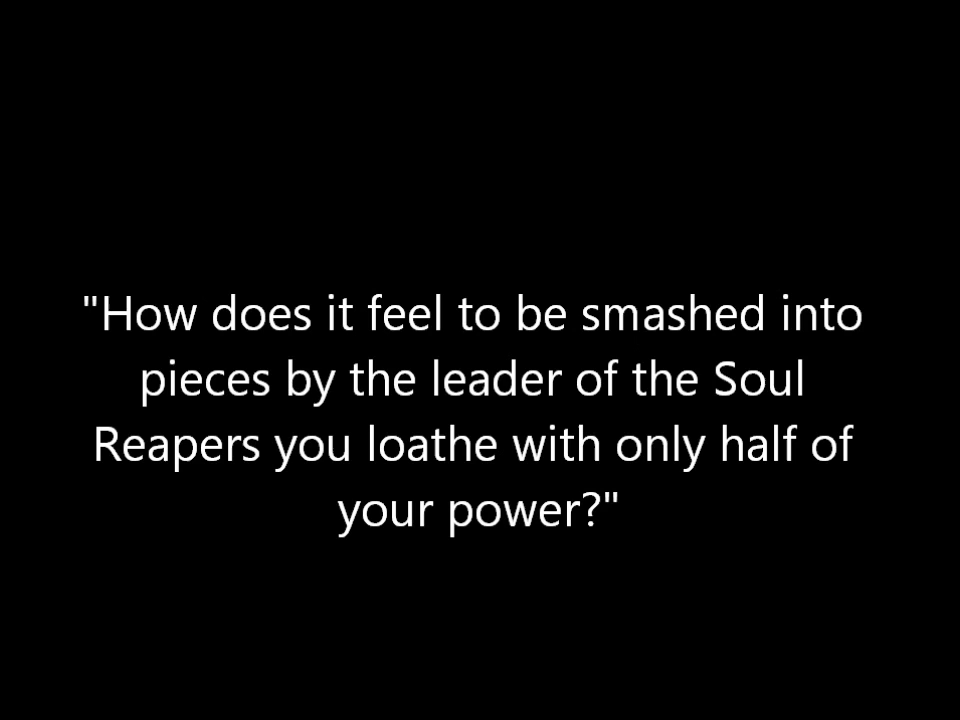 "How does it feel to be smashed into
pieces by the leader of the Soul
Reapers you loathe with only half of
your power?"